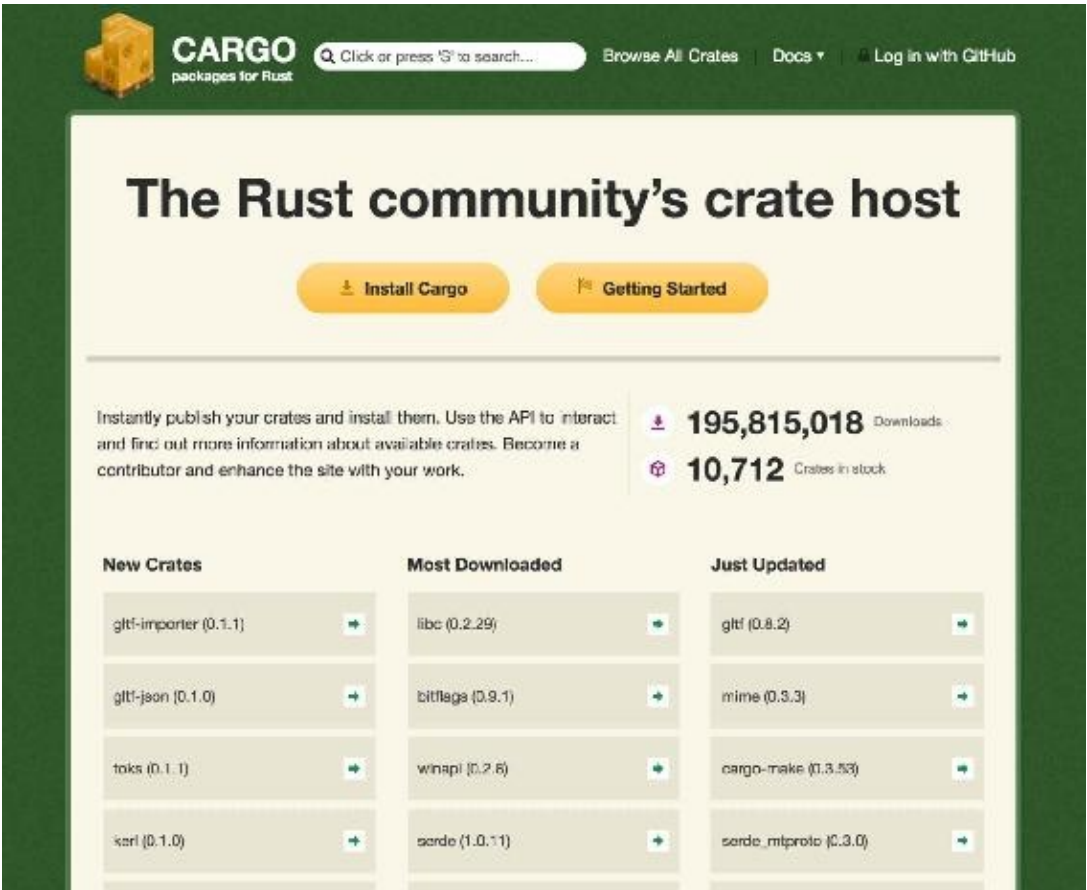 CARGO
packages for Rust
Click or press 'S' to search...
Browse All Crates
Docs ▾
Log in with GitHub
The Rust community's crate host
Install Cargo
Getting Started
Instantly publish your crates and install them. Use the API to interact
and find out more information about available crates. Become a
contributor and enhance the site with your work.
195,815,018 Downloads
10,712 Crates in stock
New Crates
gltf-importer (0.1.1)
gltf-json (0.1.0)
toks (0.1.1)
kerl (0.1.0)
Most Downloaded
libc (0.2.29)
bitflags (0.9.1)
winapi (0.2.8)
serde (1.0.11)
Just Updated
gltf (0.8.2)
mime (0.3.3)
cargo-make (0.3.53)
serde_mtproto (0.3.0)